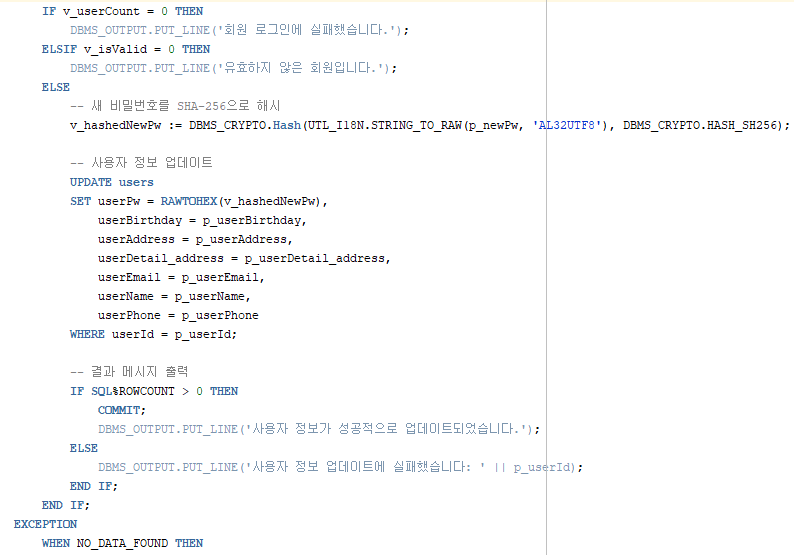 IF v_userCount = 0 THEN
DBMS_OUTPUT.PUT_LINE('회원 로그인에 실패했습니다.');
ELSIF v_isValid = 0 THEN
DBMS_OUTPUT.PUT_LINE('유효하지 않은 회원입니다.');
ELSE
-- 새 비밀번호를 SHA-256으로 해시
v_hashedNewPw := DBMS_CRYPTO.Hash(UTL_I18N.STRING_TO_RAW(p_newPw, 'AL32UTF8'), DBMS_CRYPTO.HASH_SH256);
-- 사용자 정보 업데이트
UPDATE users
SET userPw = RAWTOHEX(v_hashedNewPw),
userBirthday = p_userBirthday,
userAddress = p_userAddress,
userDetail_address = p_userDetail_address,
userEmail = p_userEmail,
userName = p_userName,
userPhone = p_userPhone
WHERE userId = p_userId;
-- 결과 메시지 출력
IF SQL%ROWCOUNT > 0 THEN
COMMIT;
DBMS_OUTPUT.PUT_LINE('사용자 정보가 성공적으로 업데이트되었습니다.');
ELSE
DBMS_OUTPUT.PUT_LINE('사용자 정보 업데이트에 실패했습니다: ' || p_userId);
END IF;
END IF;
EXCEPTION
WHEN NO_DATA_FOUND THEN